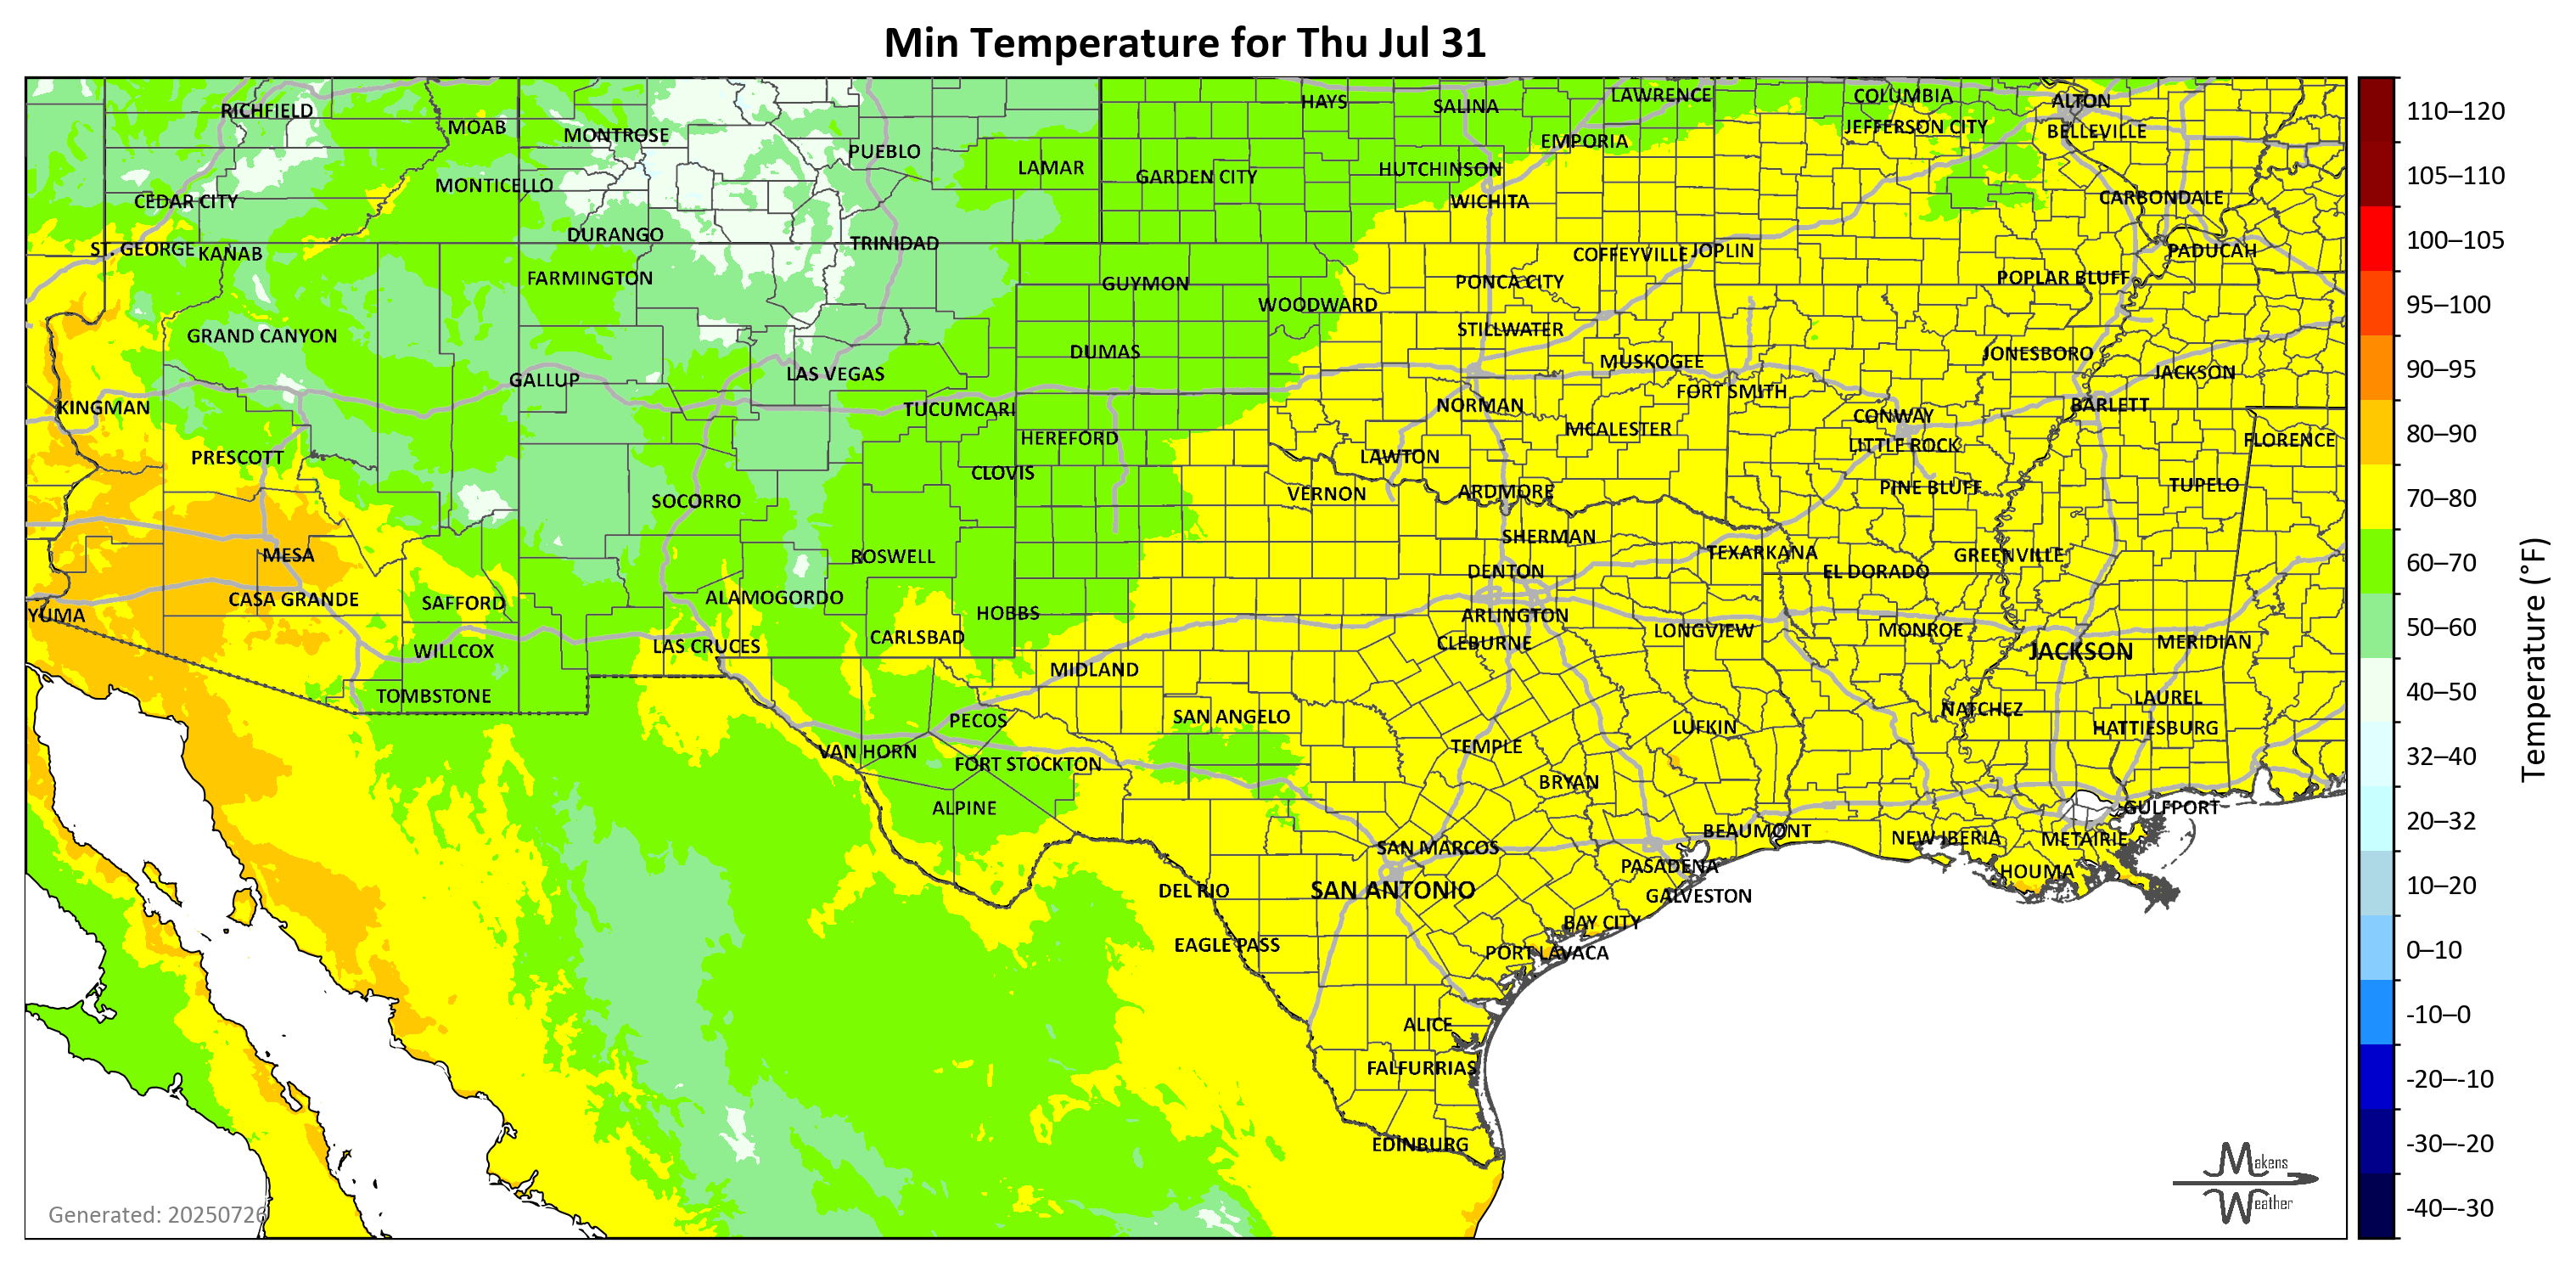 Min Temperature for Thu Jul 31
RICHFIELD
MOAB
MONTROSE
PUEBLO
LAMAR
HAYS
SALINA
LAWRENCE
COLUMBIA
ALTON
GARDEN CITY
HUTCHINSON
EMPORIA
JEFFERSON CITY
BELLEVILLE
CEDAR CITY
MONTICELLO
WICHITA
CARBONDALE
ST. GEORGE
KANAB
DURANGO
TRINIDAD
COFFEYVILLE
JOPLIN
PADUCAH
FARMINGTON
GUYMON
WOODWARD
PONCA CITY
POPLAR BLUFF
GRAND CANYON
DUMAS
STILLWATER
MUSKOGEE
JONESBORO
JACKSON
KINGMAN
GALLUP
LAS VEGAS
TUCUMCARI
NORMAN
FORT SMITH
CONWAY
BARLETT
PRESCOTT
HEREFORD
CLOVIS
LAWTON
MCALESTER
LITTLE ROCK
FLORENCE
SOCORRO
VERNON
ARDMORE
PINE BLUFF
TUPELO
MESA
ROSWELL
SHERMAN
TEXARKANA
GREENVILLE
CASA GRANDE
SAFFORD
ALAMOGORDO
HOBBS
DENTON
EL DORADO
YUMA
WILLCOX
LAS CRUCES
CARLSBAD
ARLINGTON
CLEBURNE
LONGVIEW
MONROE
JACKSON
MERIDIAN
TOMBSTONE
MIDLAND
PECOS
SAN ANGELO
LUFKIN
NATCHEZ
LAUREL
HATTIESBURG
VAN HORN
FORT STOCKTON
TEMPLE
BRYAN
ALPINE
BEAUMONT
GULFPORT
SAN MARCOS
NEW IBERIA
METAIRIE
DEL RIO
SAN ANTONIO
PASADENA
GALVESTON
HOUMA
EAGLE PASS
BAY CITY
PORT LAVACA
ALICE
FALFURRIAS
EDINBURG
Generated: 20250726
Makens
Weather
110–120
105–110
100–105
95–100
90–95
80–90
70–80
60–70
50–60
40–50
32–40
20–32
10–20
0–10
-10–0
-20–-10
-30–-20
-40–-30
Temperature (°F)